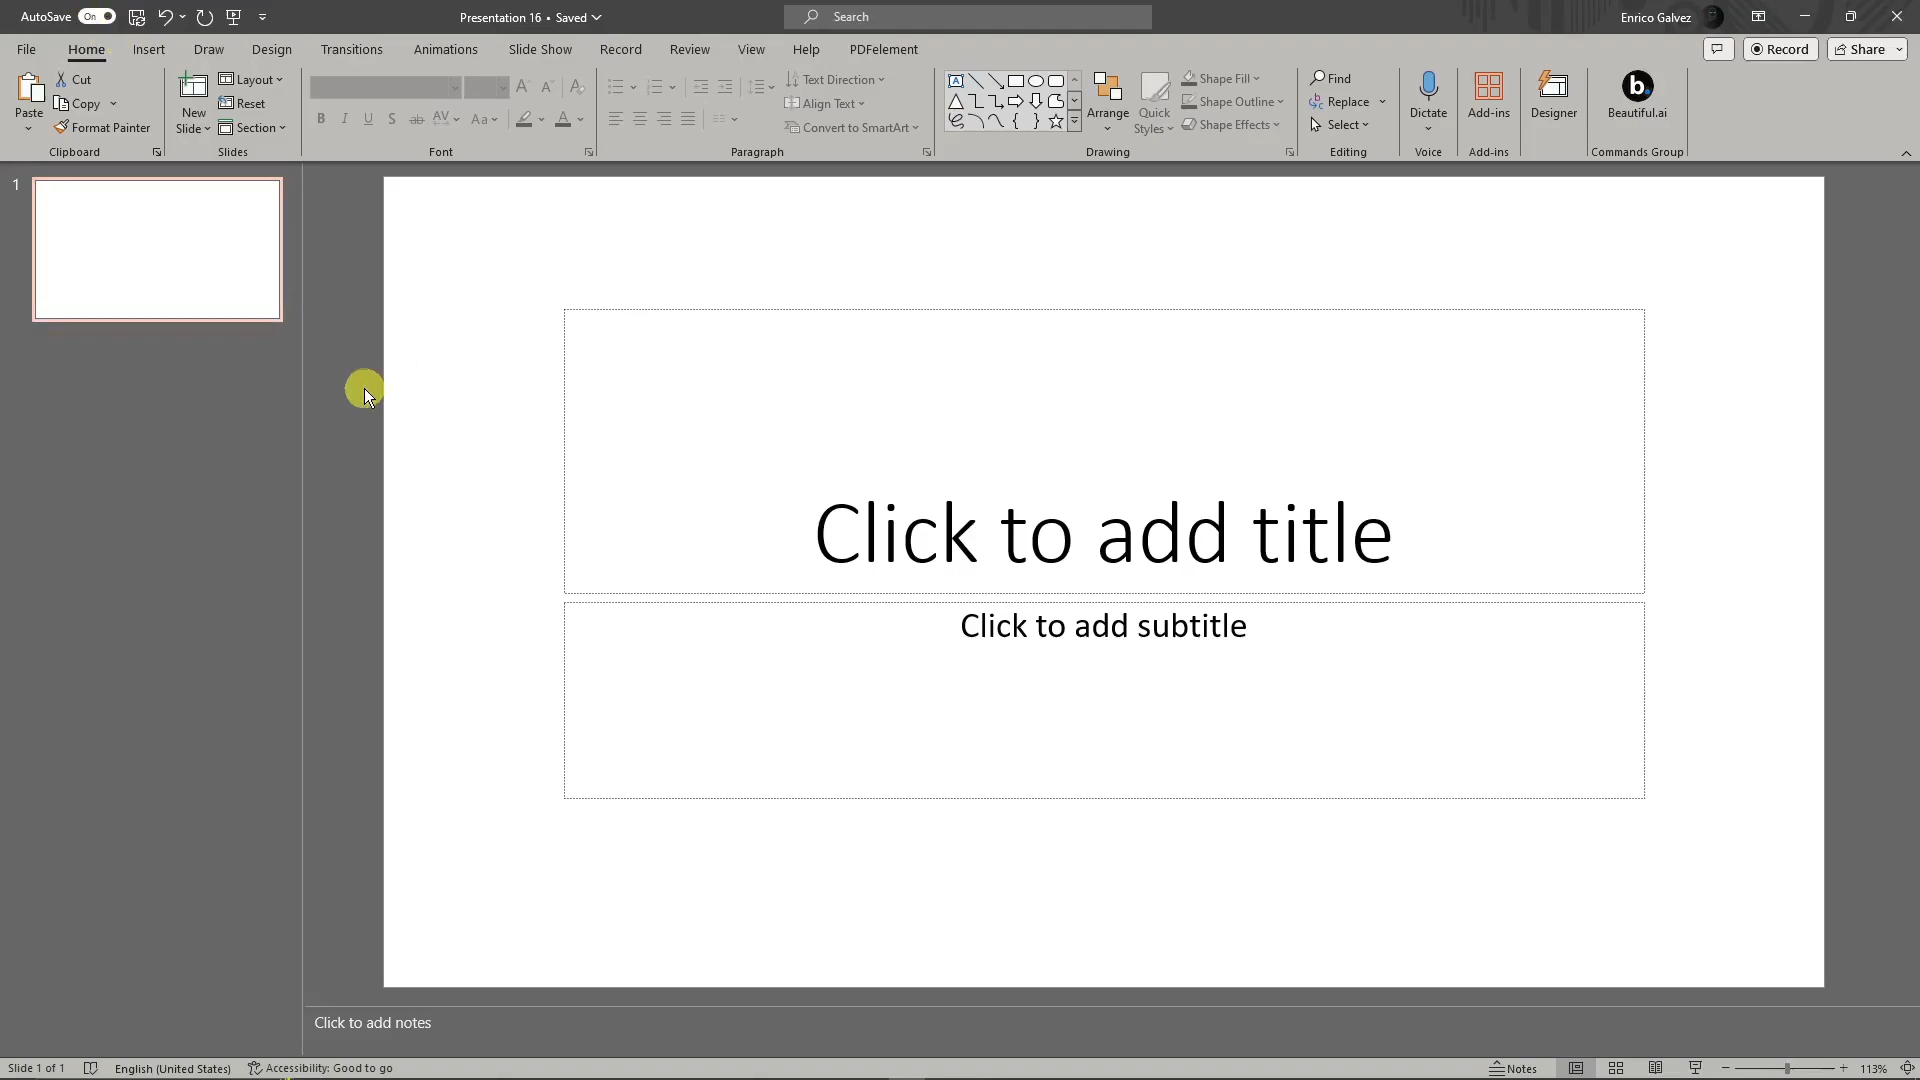 AutoSave On Presentation 16 • Saved Search Enrico Galvez
File Home Insert Draw Design Transitions Animations Slide Show Record Review View Help PDFelement Record Share
Paste
Cut
Copy
Format Painter
Clipboard
New
Slide
Layout
Reset
Section
Slides
B I U S ab AV Aa A
Font
Text Direction
Align Text
Convert to SmartArt
Paragraph
Arrange
Quick
Styles
Shape Fill
Shape Outline
Shape Effects
Drawing
Find
Replace
Select
Editing
Dictate
Voice
Add-ins
Add-ins
Designer
b.
Beautiful.ai
Commands Group
1
Click to add title
Click to add subtitle
Click to add notes
Slide 1 of 1 English (United States) Accessibility: Good to go Notes 113%